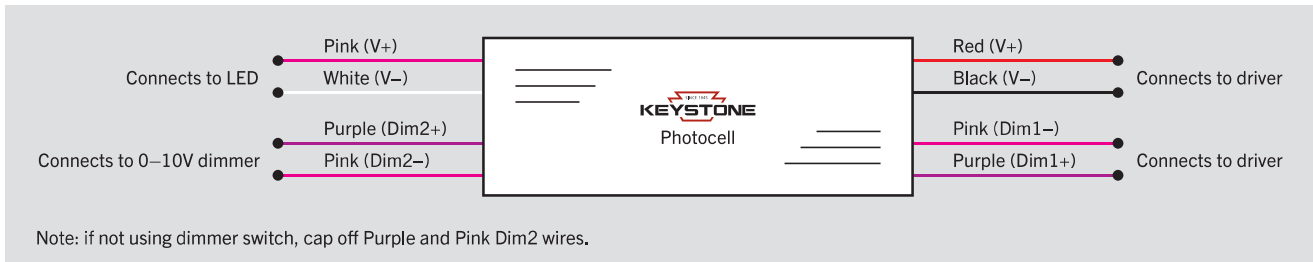 Pink (V+)
Connects to LED
White (V–)
Purple (Dim2+)
Connects to 0–10V dimmer
Pink (Dim2–)
SINCE 1945
KEYSTONE
Photocell
Red (V+)
Black (V–)
Connects to driver
Pink (Dim1–)
Purple (Dim1+)
Connects to driver
Note: if not using dimmer switch, cap off Purple and Pink Dim2 wires.